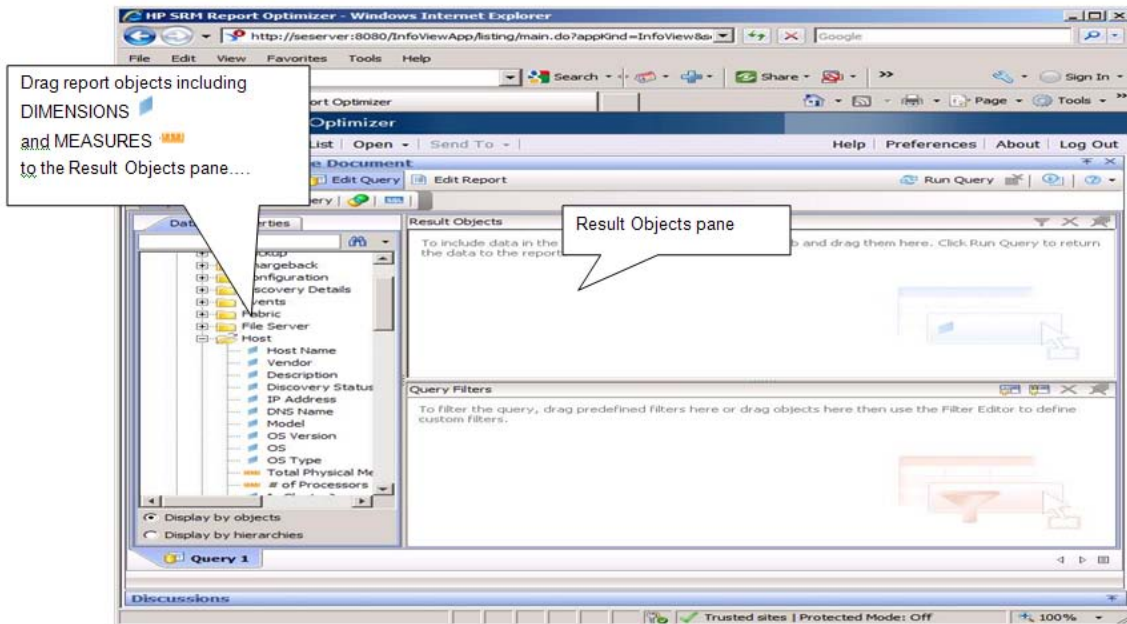 HP SRM Report Optimizer - Windows Internet Explorer
http://seserver:8080/InfoViewApp/listing/main.do?appKind=InfoView&s
Google
File Edit View Favorites Tools Help
Search
Share
Sign In
ort Optimizer
Page
Tools
Optimizer
List Open Send To
Help Preferences About Log Out
e Document
Edit Query Edit Report
Run Query
ery
Drag report objects including
DIMENSIONS
and MEASURES
to the Result Objects pane....
Data erties
Result Objects
Result Objects pane
To include data in the b and drag them here. Click Run Query to return
the data to the report
ckup
hargeback
onfiguration
scovery Details
vents
Fabric
File Server
Host
Host Name
Vendor
Description
Discovery Status
IP Address
DNS Name
Model
OS Version
OS
OS Type
Total Physical Me
# of Processors
Query Filters
To filter the query, drag predefined filters here or drag objects here then use the Filter Editor to define
custom filters.
Display by objects
Display by hierarchies
Query 1
Discussions
Trusted sites | Protected Mode: Off
100%